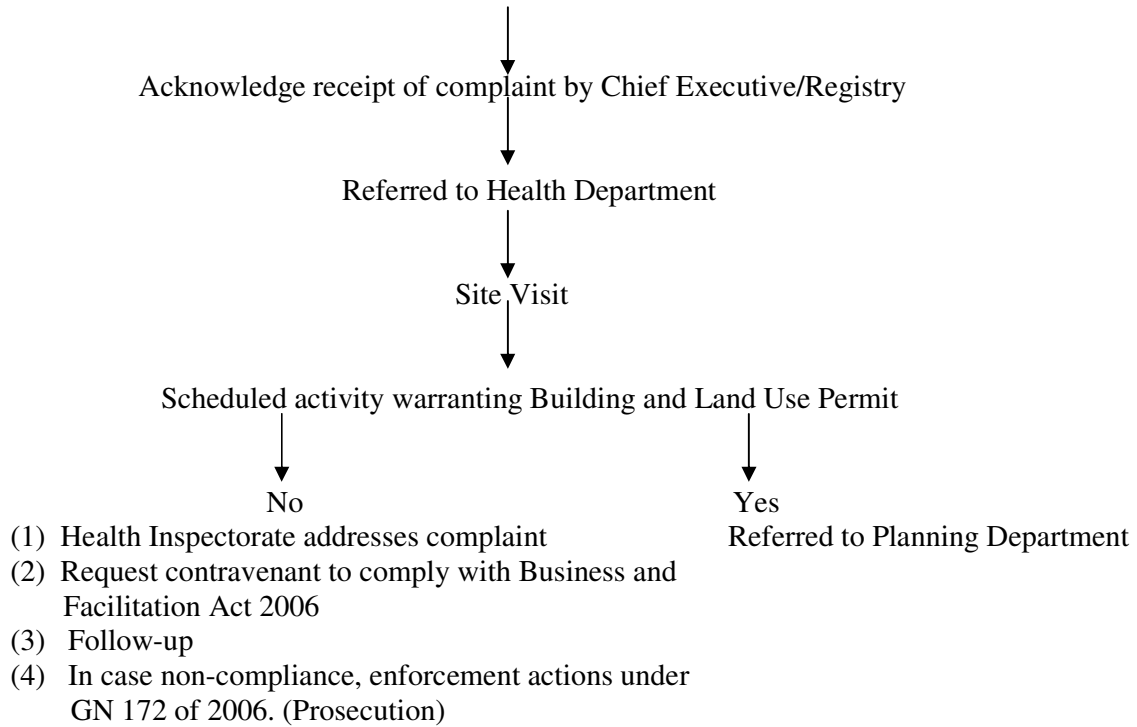 Acknowledge receipt of complaint by Chief Executive/Registry
Referred to Health Department
Site Visit
Scheduled activity warranting Building and Land Use Permit
No
Yes
(1) Health Inspectorate addresses complaint
Referred to Planning Department
(2) Request contravenant to comply with Business and
Facilitation Act 2006
(3) Follow-up
(4) In case non-compliance, enforcement actions under
GN 172 of 2006. (Prosecution)